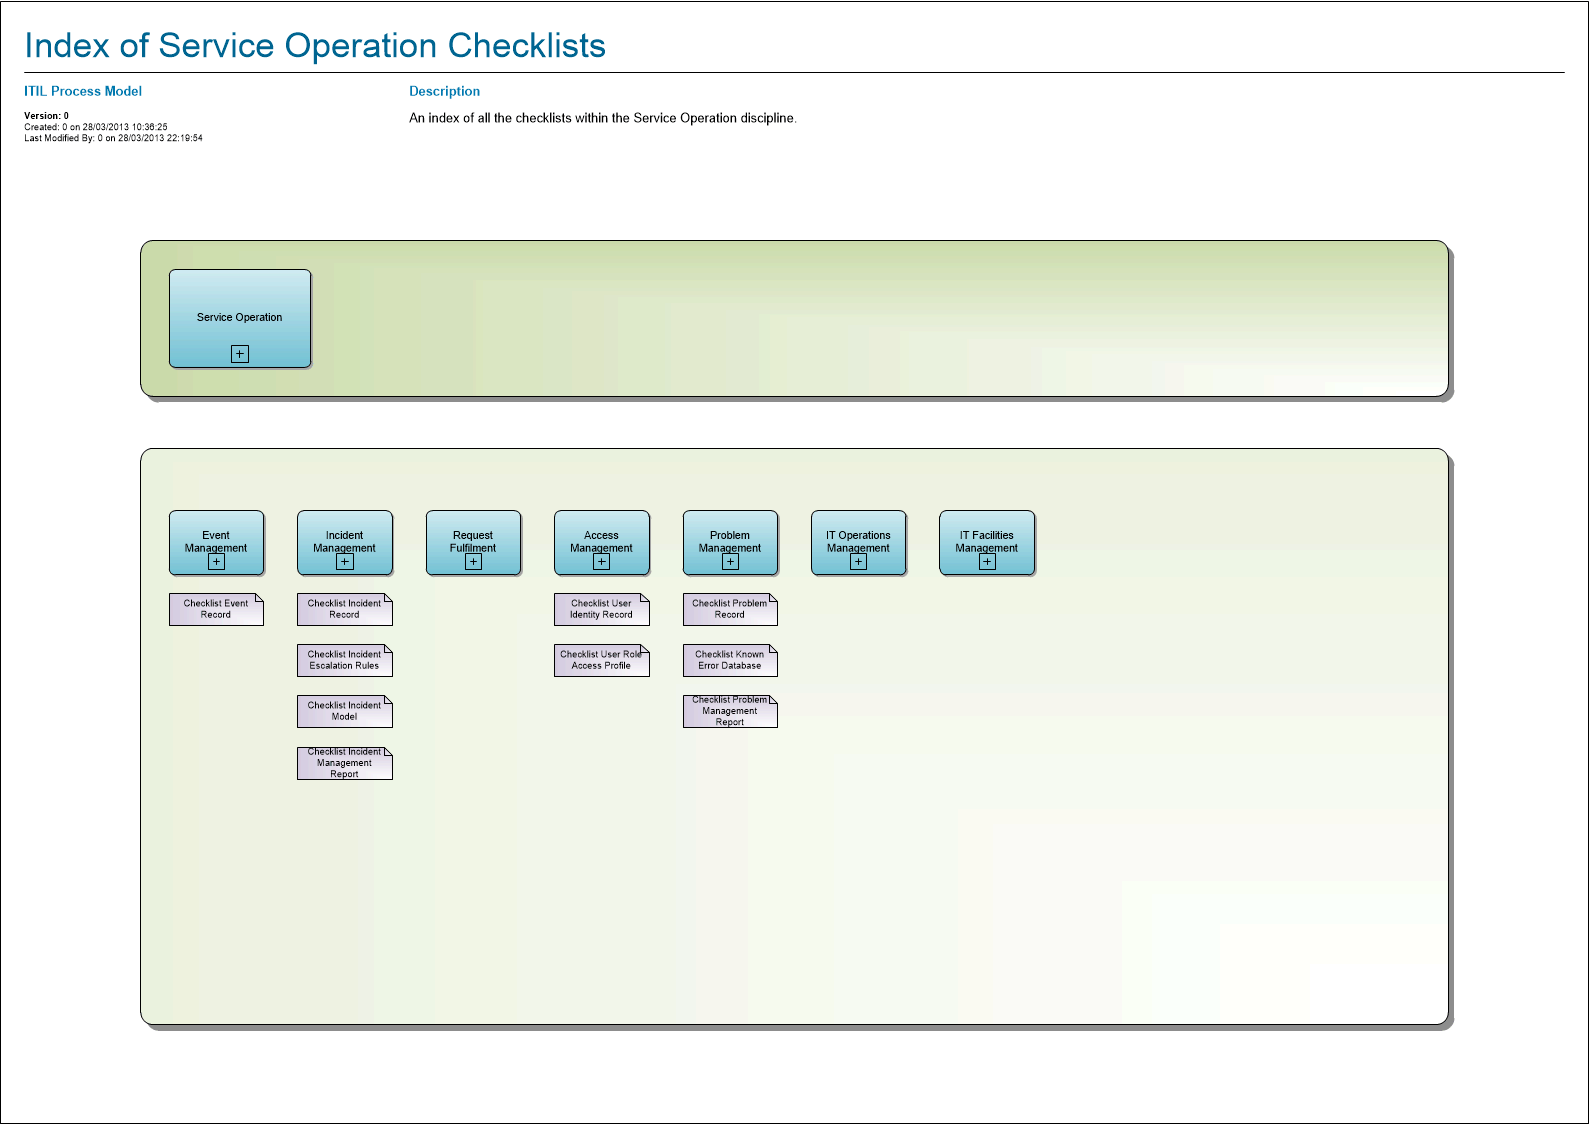 Index of Service Operation Checklists
ITIL Process Model
Description
Version: 0
Created: 0 on 28/03/2013 10:36:25
Last Modified By: 0 on 28/03/2013 22:19:54
An index of all the checklists within the Service Operation discipline.
Service Operation
Event
Management
Incident
Management
Request
Fulfilment
Access
Management
Problem
Management
IT Operations
Management
IT Facilities
Management
Checklist Event
Record
Checklist Incident
Record
Checklist User
Identity Record
Checklist Problem
Record
Checklist Incident
Escalation Rules
Checklist User Role
Access Profile
Checklist Known
Error Database
Checklist Incident
Model
Checklist Problem
Management
Report
Checklist Incident
Management
Report